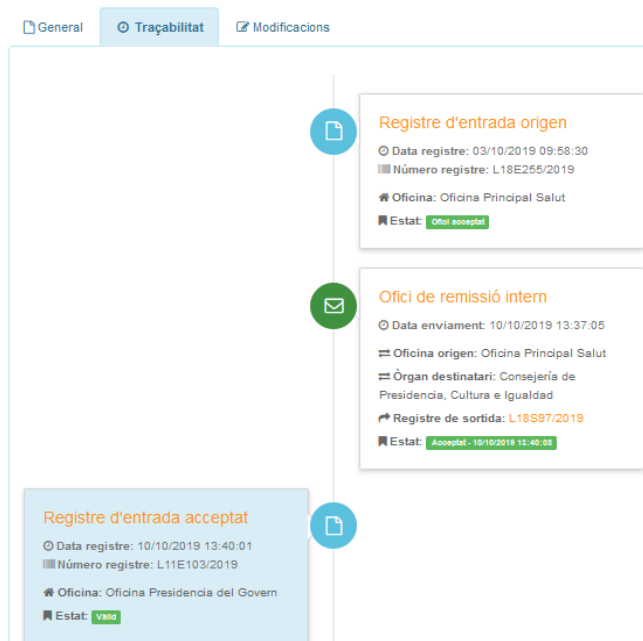 General
Traçabilitat
Modificacions
Registre d'entrada origen
Data registre: 03/10/2019 09:58:30
Número registre: L18E255/2019
Oficina: Oficina Principal Salut
Estat: Ofici acceptat
Ofici de remissió intern
Data enviament: 10/10/2019 13:37:05
Oficina origen: Oficina Principal Salut
Òrgan destinatari: Consejería de
Presidencia, Cultura e Igualdad
Registre de sortida: L18S97/2019
Estat: Acceptat - 10/10/2019 13:40:03
Registre d'entrada acceptat
Data registre: 10/10/2019 13:40:01
Número registre: L11E103/2019
Oficina: Oficina Presidencia del Govern
Estat: Valid